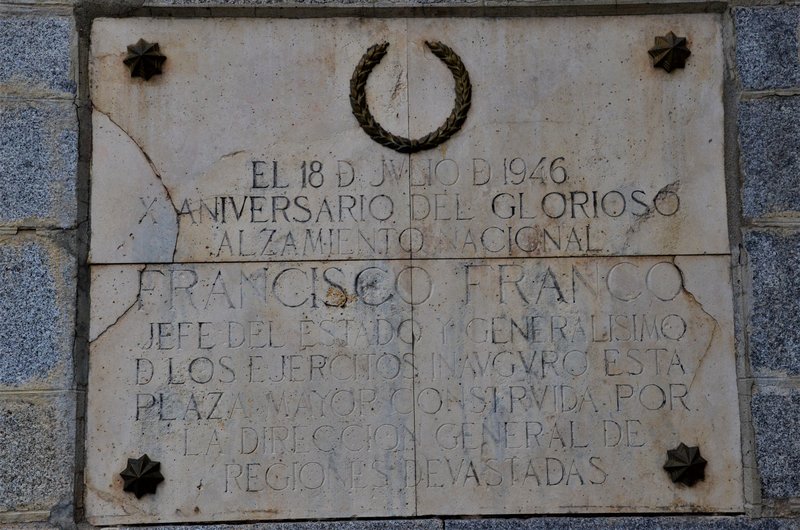 EL 18 D JVLIO D 1946
X ANIVERSARIO DEL GLORIOSO
ALZAMIENTO NACIONAL
FRANCISCO FRANCO
JEFE DEL ESTADO Y GENERALISIMO
D LOS EJERCITOS INAVGVRO ESTA
PLAZA MAYOR CONSTRVIDA POR
LA DIRECCION GENERAL DE
REGIONES DEVASTADAS